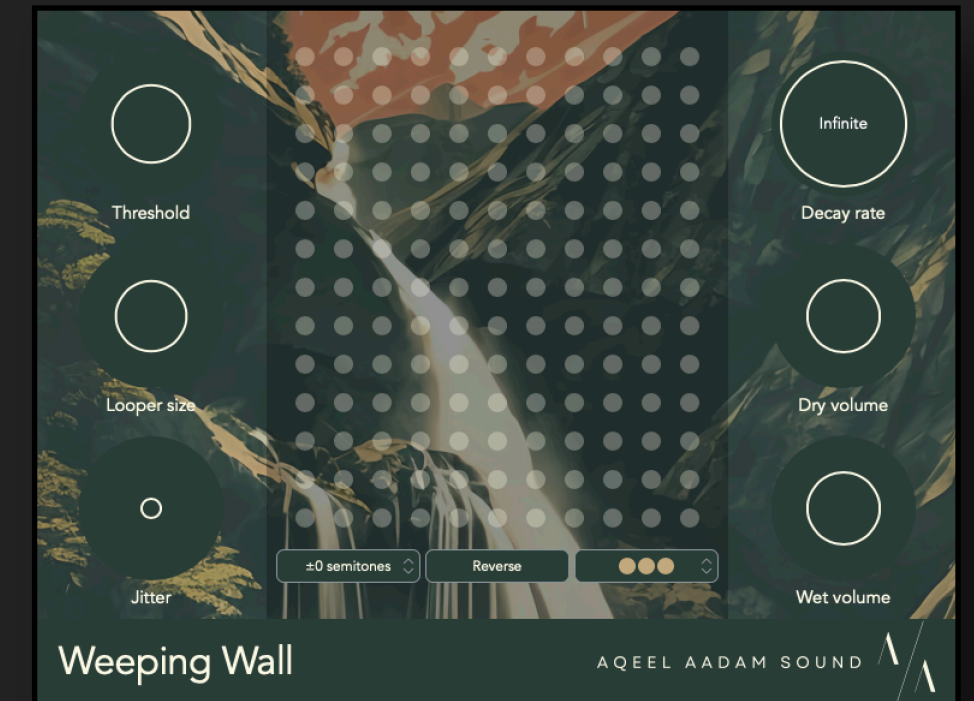 Infinite
Threshold
Decay rate
Looper size
Dry volume
±0 semitones
Reverse
Jitter
Wet volume
Weeping Wall
AQEEL AADAM SOUND